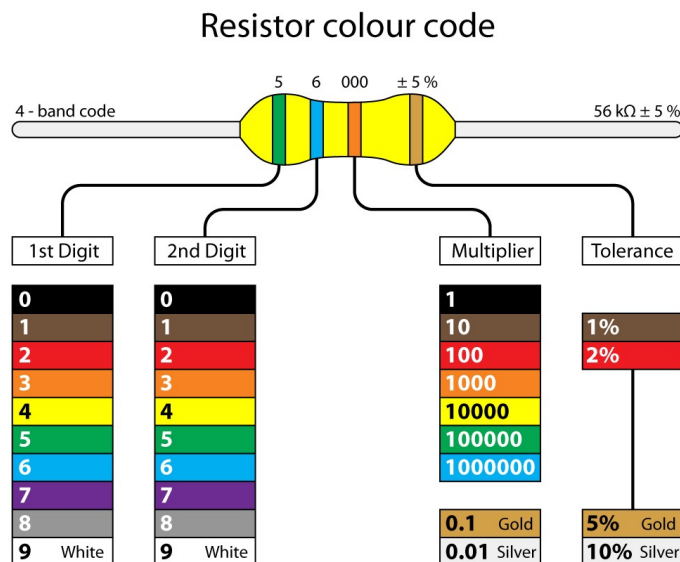 Resistor colour code
5 6 000 ± 5 %
4 - band code
56 kΩ ± 5 %
1st Digit
2nd Digit
Multiplier
Tolerance
0 0 1
1 1 10 1%
2 2 100 2%
3 3 1000
4 4 10000
5 5 100000
6 6 1000000
7 7
8 8 0.1 Gold 5% Gold
9 White 9 White 0.01 Silver 10% Silver